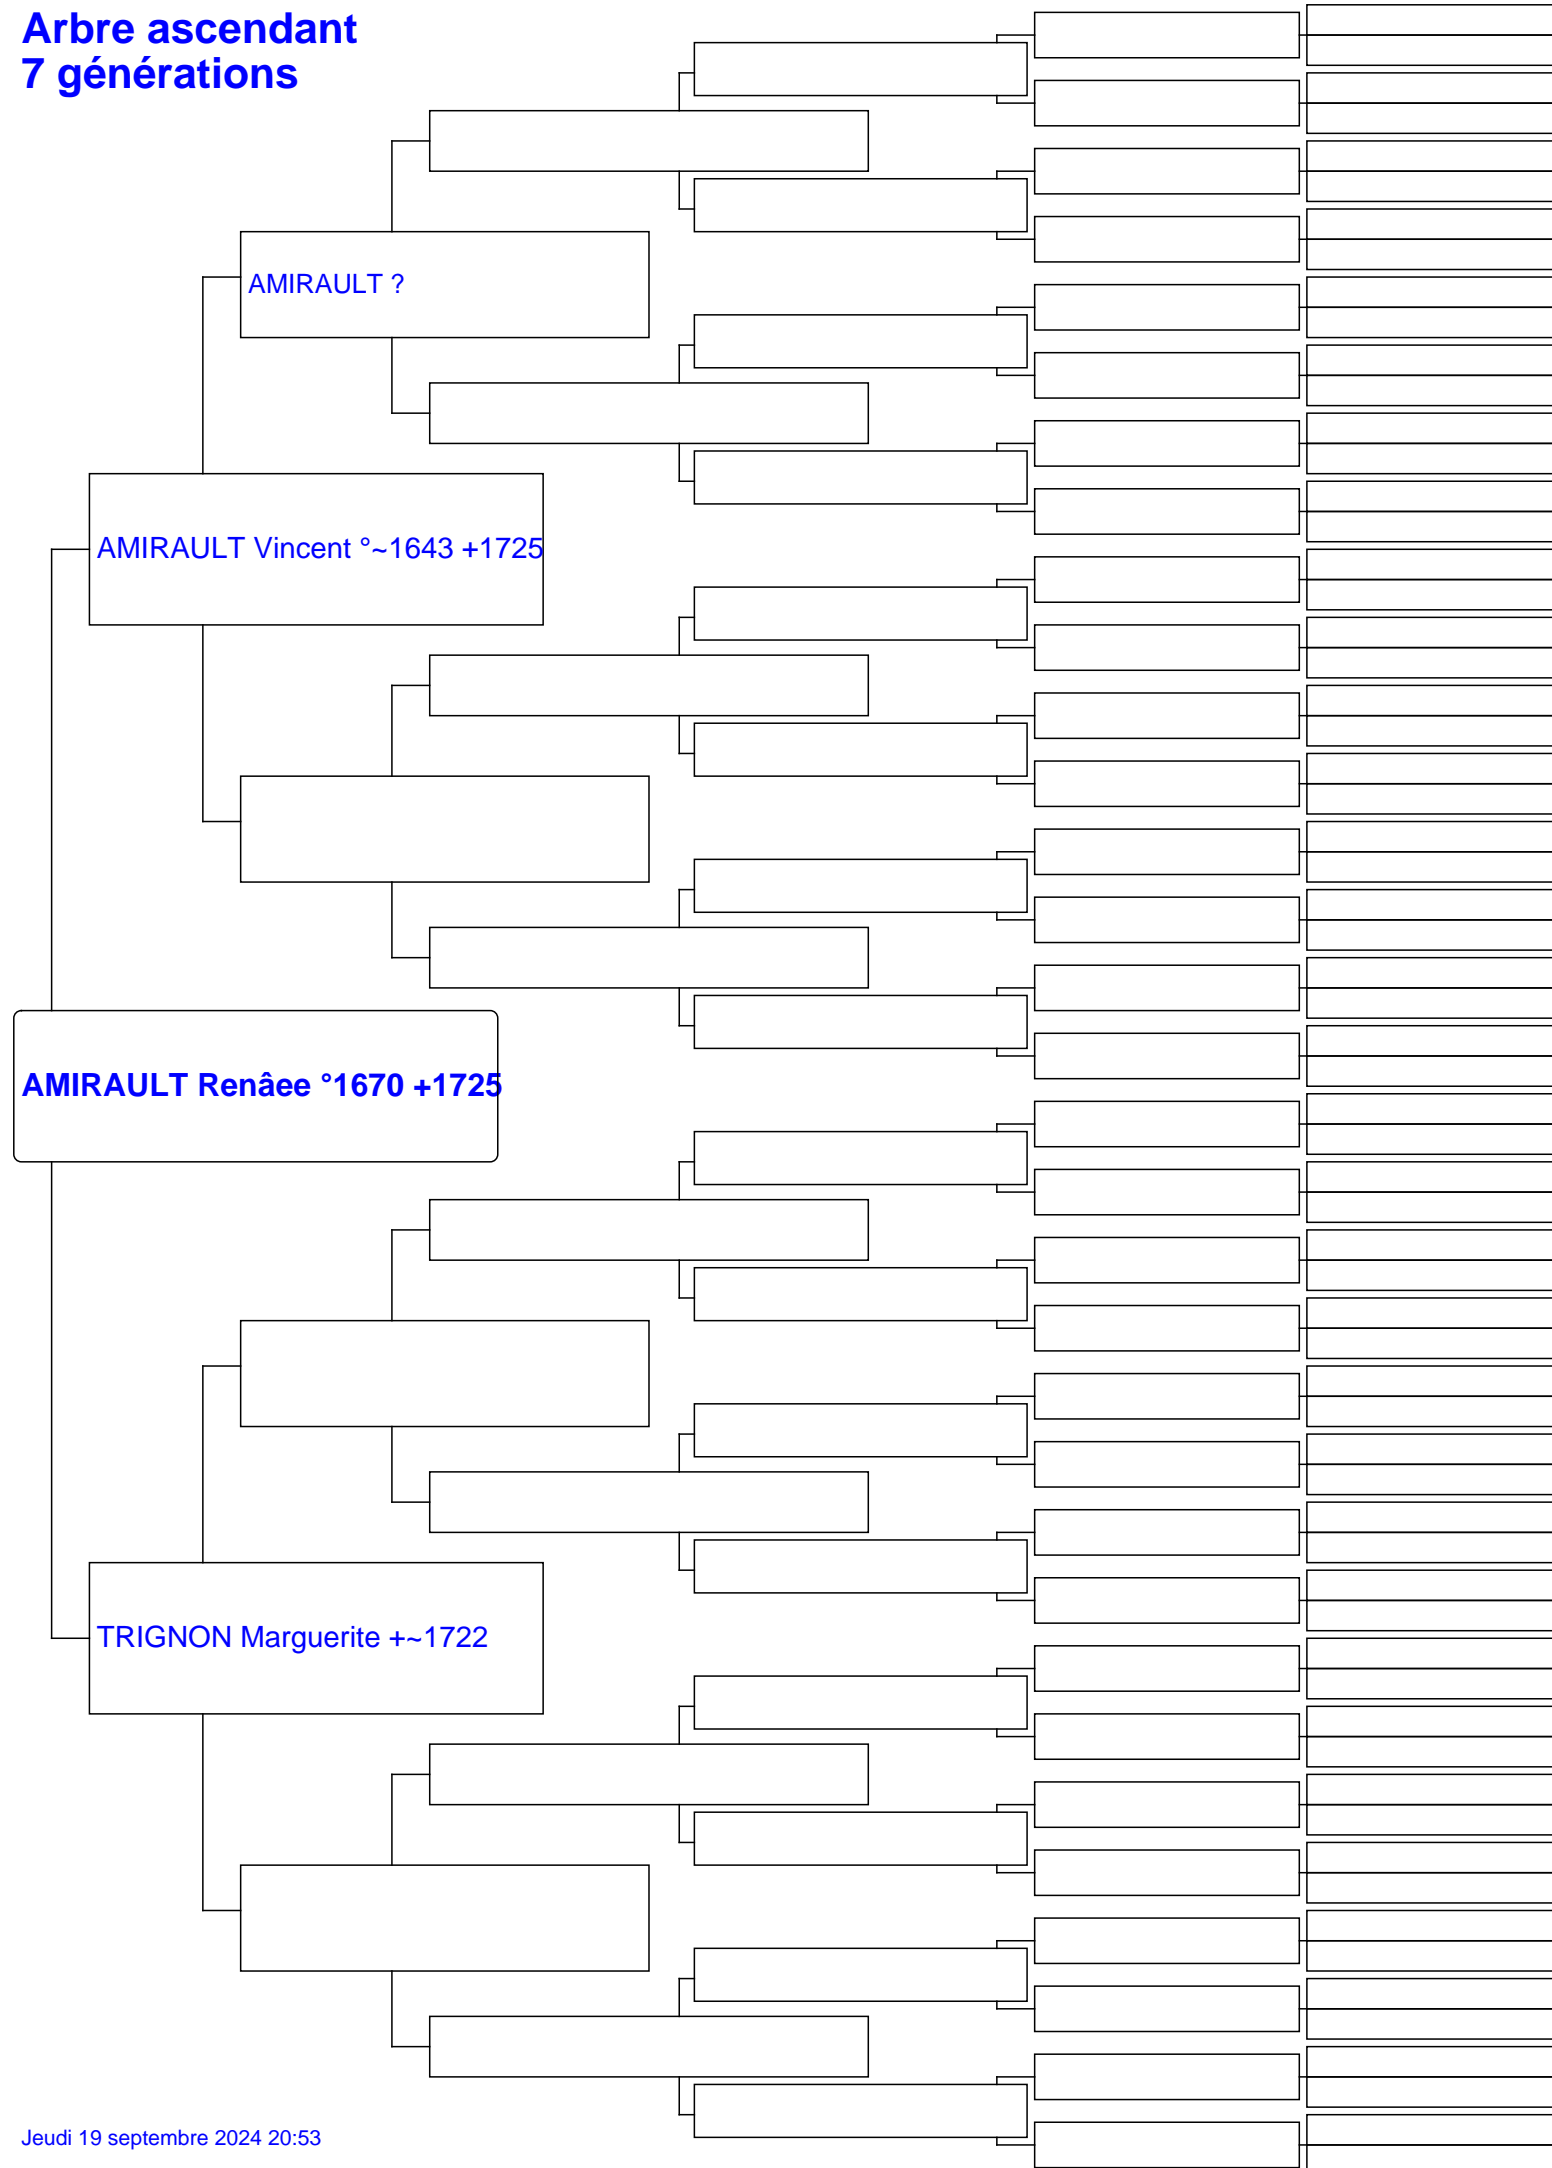 Arbre ascendant
7 générations
AMIRAULT ?
AMIRAULT Vincent °~1643 +1725
AMIRAULT Renâee °1670 +1725
TRIGNON Marguerite +~1722
Jeudi 19 septembre 2024 20:53